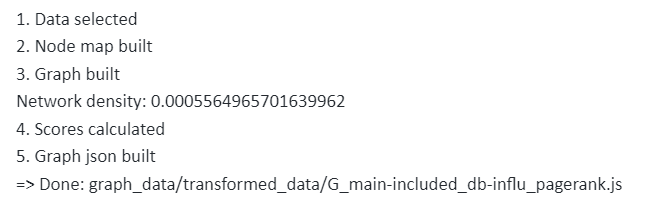 1. Data selected
2. Node map built
3. Graph built
Network density: 0.0005564965701639962
4. Scores calculated
5. Graph json built
=> Done: graph_data/transformed_data/G_main-included_db-influ_pagerank.js